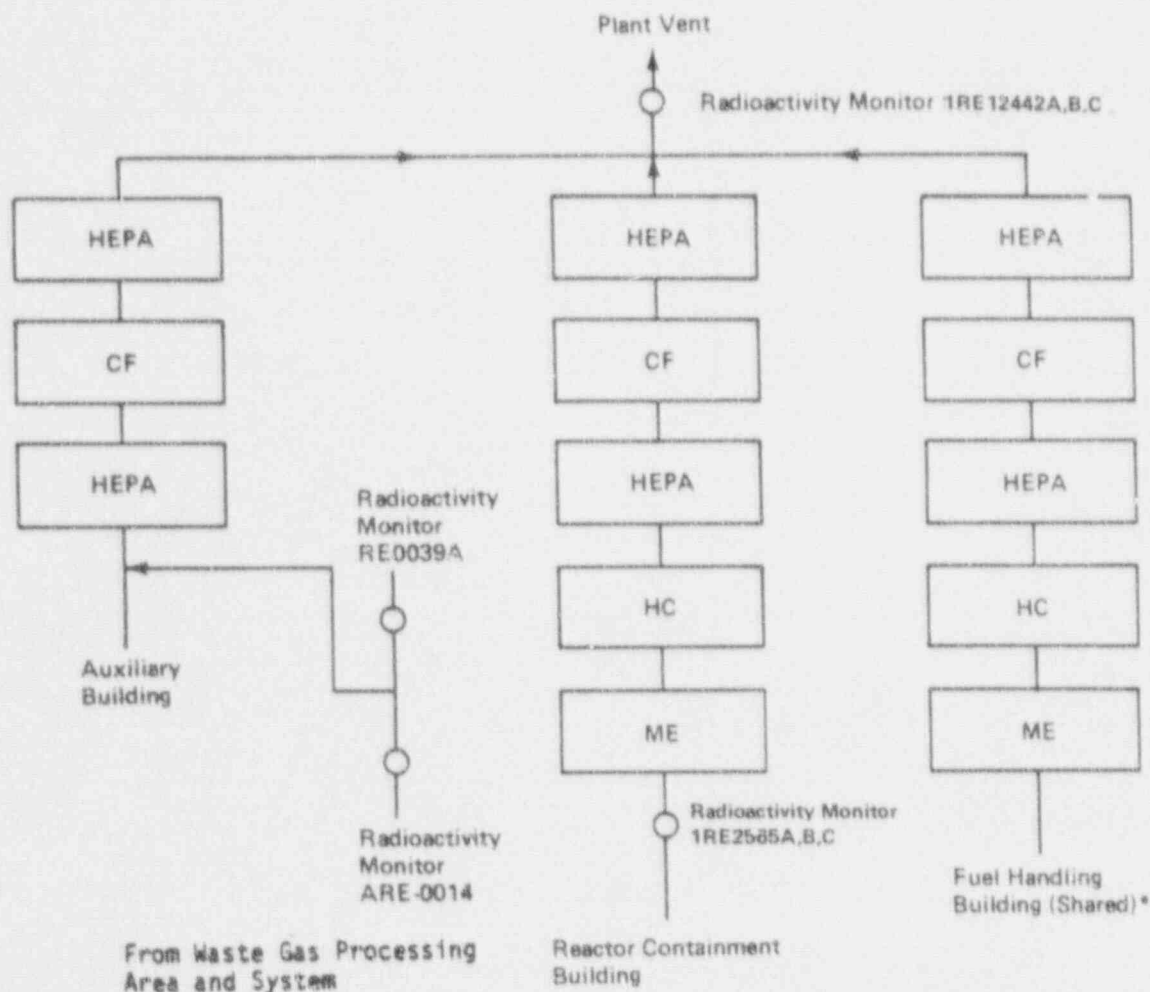 Plant Vent
Radioactivity Monitor 1RE12442A,B,C
HEPA
HEPA
HEPA
CF
CF
CF
HEPA
HEPA
HEPA
Radioactivity
Monitor
RE0039A
HC
HC
Auxiliary
Building
ME
ME
Radioactivity Monitor
1RE2565A,B,C
Radioactivity
Monitor
ARE-0014
Fuel Handling
Building (Shared)*
From Waste Gas Processing
Area and System
Reactor Containment
Building